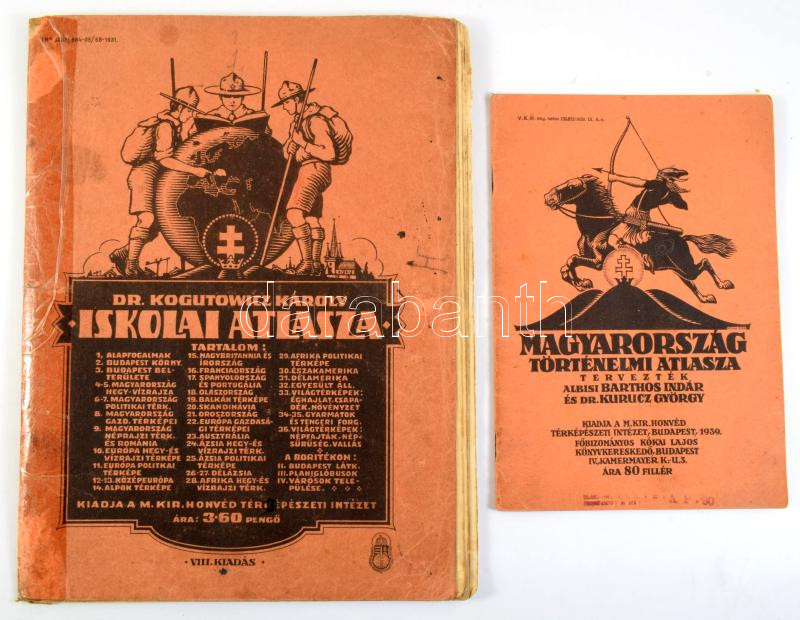 DR. KOGUTOWICZ KÁROLY
ISKOLAI ATLASZA
TARTALOM:
1. ALAPFOGALMAK
2. BUDAPEST KÖRNY.
3. BUDAPEST BEL-
TERÜLETE
4-5. MAGYARORSZÁG
HEGY-VÍZRAJZA
6-7. MAGYARORSZÁG
POLITIKAI TÉRK.
8. MAGYARORSZÁG
GAZD. TÉRKÉPEI
9. MAGYARORSZÁG
NÉPRAJZI TÉRK.
ÉS ROMÁNIA
10. EURÓPA HEGY-ÉS
VÍZRAJZI TÉRKÉPE
11. EURÓPA POLITKAI
TÉRKÉPE
12-13. KÖZÉPEURÓPA
14. ALPOK TÉRKÉPE
15. NAGYBRITANNIA ÉS
ÍRORSZÁG
16. FRANCIAORSZÁG
17. SPANYOLORSZÁG
ÉS PORTUGÁLIA
18. OLASZORSZÁG
19. BALKÁN TÉRKÉPE
20. SKANDINÁVIA
21. OROSZORSZÁG
22. EURÓPA GAZDASÁ-
GI TÉRKÉPEI
23. AUSZTRÁLIA
24. ÁZSIA HEGY-ÉS
VÍZRAJZI TÉRK.
25. ÁZSIA POLITIKAI
TÉRKÉPE
26-27. DÉLÁZSIA
28. AFRIKA HEGY-ÉS
VÍZRAJZI TÉRK.
29. AFRIKA POLITIKAI
TÉRKÉPE
30. ÉSZAKAMERIKA
31. DÉLAMERIKA
32. EGYESÜLT ÁLL.
33. VILÁGTÉRKÉPEK:
ÉGHAJLAT, CSAPA-
DÉK, NÖVÉNYZET
34-35. GYARMATOK
ÉS TENGERI FORG.
36. VILÁGTÉRKÉPEK:
NÉPFAJTÁK, NÉP-
SŰRŰSÉG, VALLÁS
A BORÍTÉKON:
II. BUDAPEST LÁTK.
III. PLANIGLÓBUSOK
IV. VÁROSOK TELE-
PÜLÉSE.
KIADJA A M. KIR. HONVÉD TÉRKÉPÉSZETI INTÉZET
ÁRA: 3·60 PENGŐ
· VIII. KIADÁS ·
MAGYARORSZÁG
TÖRTÉNELMI ATLASZA
TERVEZTÉK
ALBISI BARTHOS INDÁR
ÉS DR. KURUCZ GYÖRGY
KIADJA A M. KIR. HONVÉD
TÉRKÉPÉSZETI INTÉZET, BUDAPEST, 1939.
FŐBIZOMÁNYOS KÓKAI LAJOS
KÖNYVKERESKEDŐ, BUDAPEST
IV., KAMERMAYER K.-U.3.
ÁRA 80 FILLÉR
darabanth